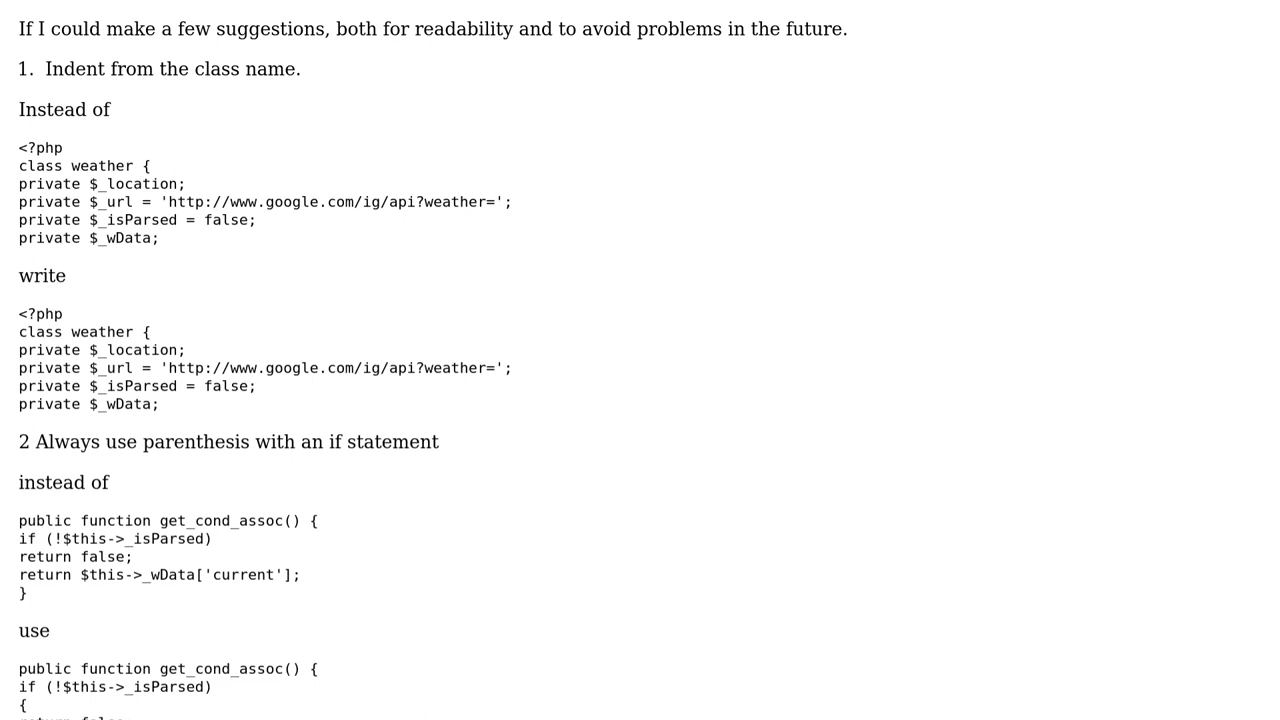 If I could make a few suggestions, both for readability and to avoid problems in the future.
1. Indent from the class name.
Instead of
<?php
class weather {
private $_location;
private $_url = 'http://www.google.com/ig/api?weather=';
private $_isParsed = false;
private $_wData;
write
<?php
class weather {
private $_location;
private $_url = 'http://www.google.com/ig/api?weather=';
private $_isParsed = false;
private $_wData;
2 Always use parenthesis with an if statement
instead of
public function get_cond_assoc() {
if (!$this->_isParsed)
return false;
return $this->_wData['current'];
}
use
public function get_cond_assoc() {
if (!$this->_isParsed)
{